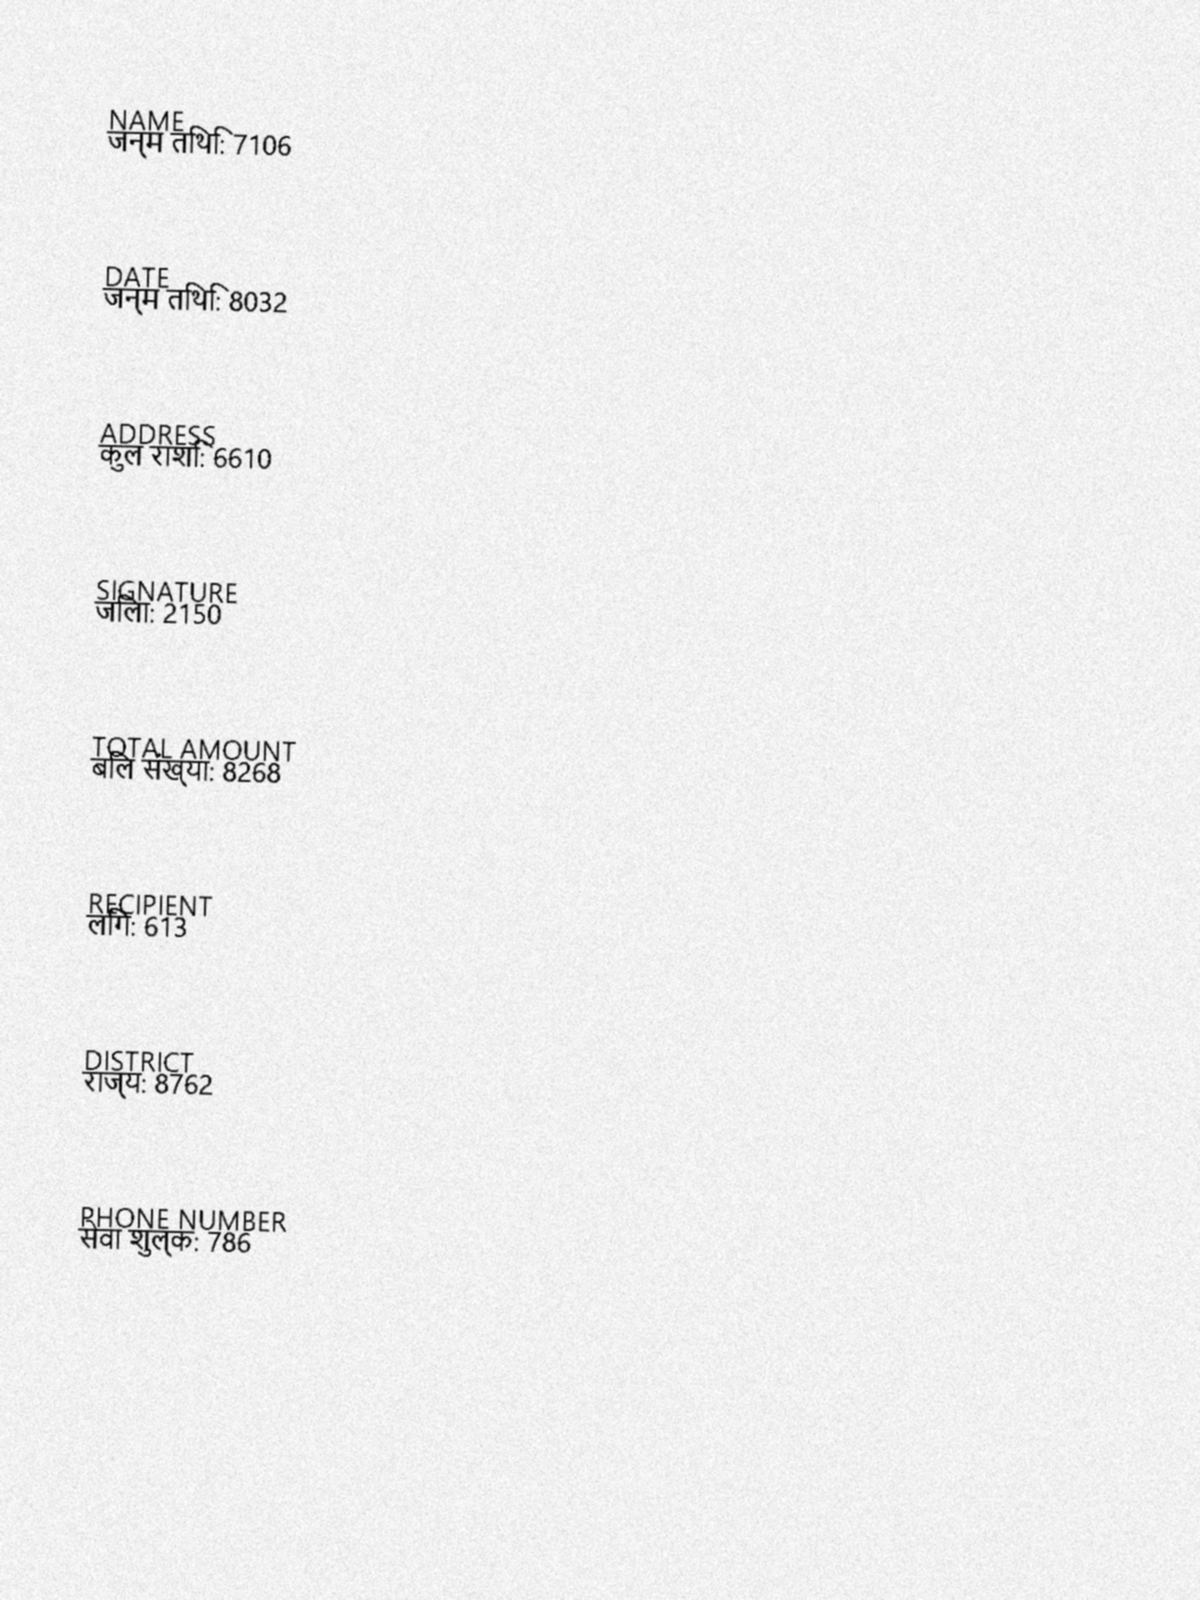 NAME
जन्म तिथि: 7106
DATE
जन्म तिथि: 8032
ADDRESS
कुल राशि: 6610
SIGNATURE
जिला: 2150
TOTAL AMOUNT
बिल संख्या: 8268
RECIPIENT
लिंग: 613
DISTRICT
राज्य: 8762
PHONE NUMBER
सेवा शुल्क: 786